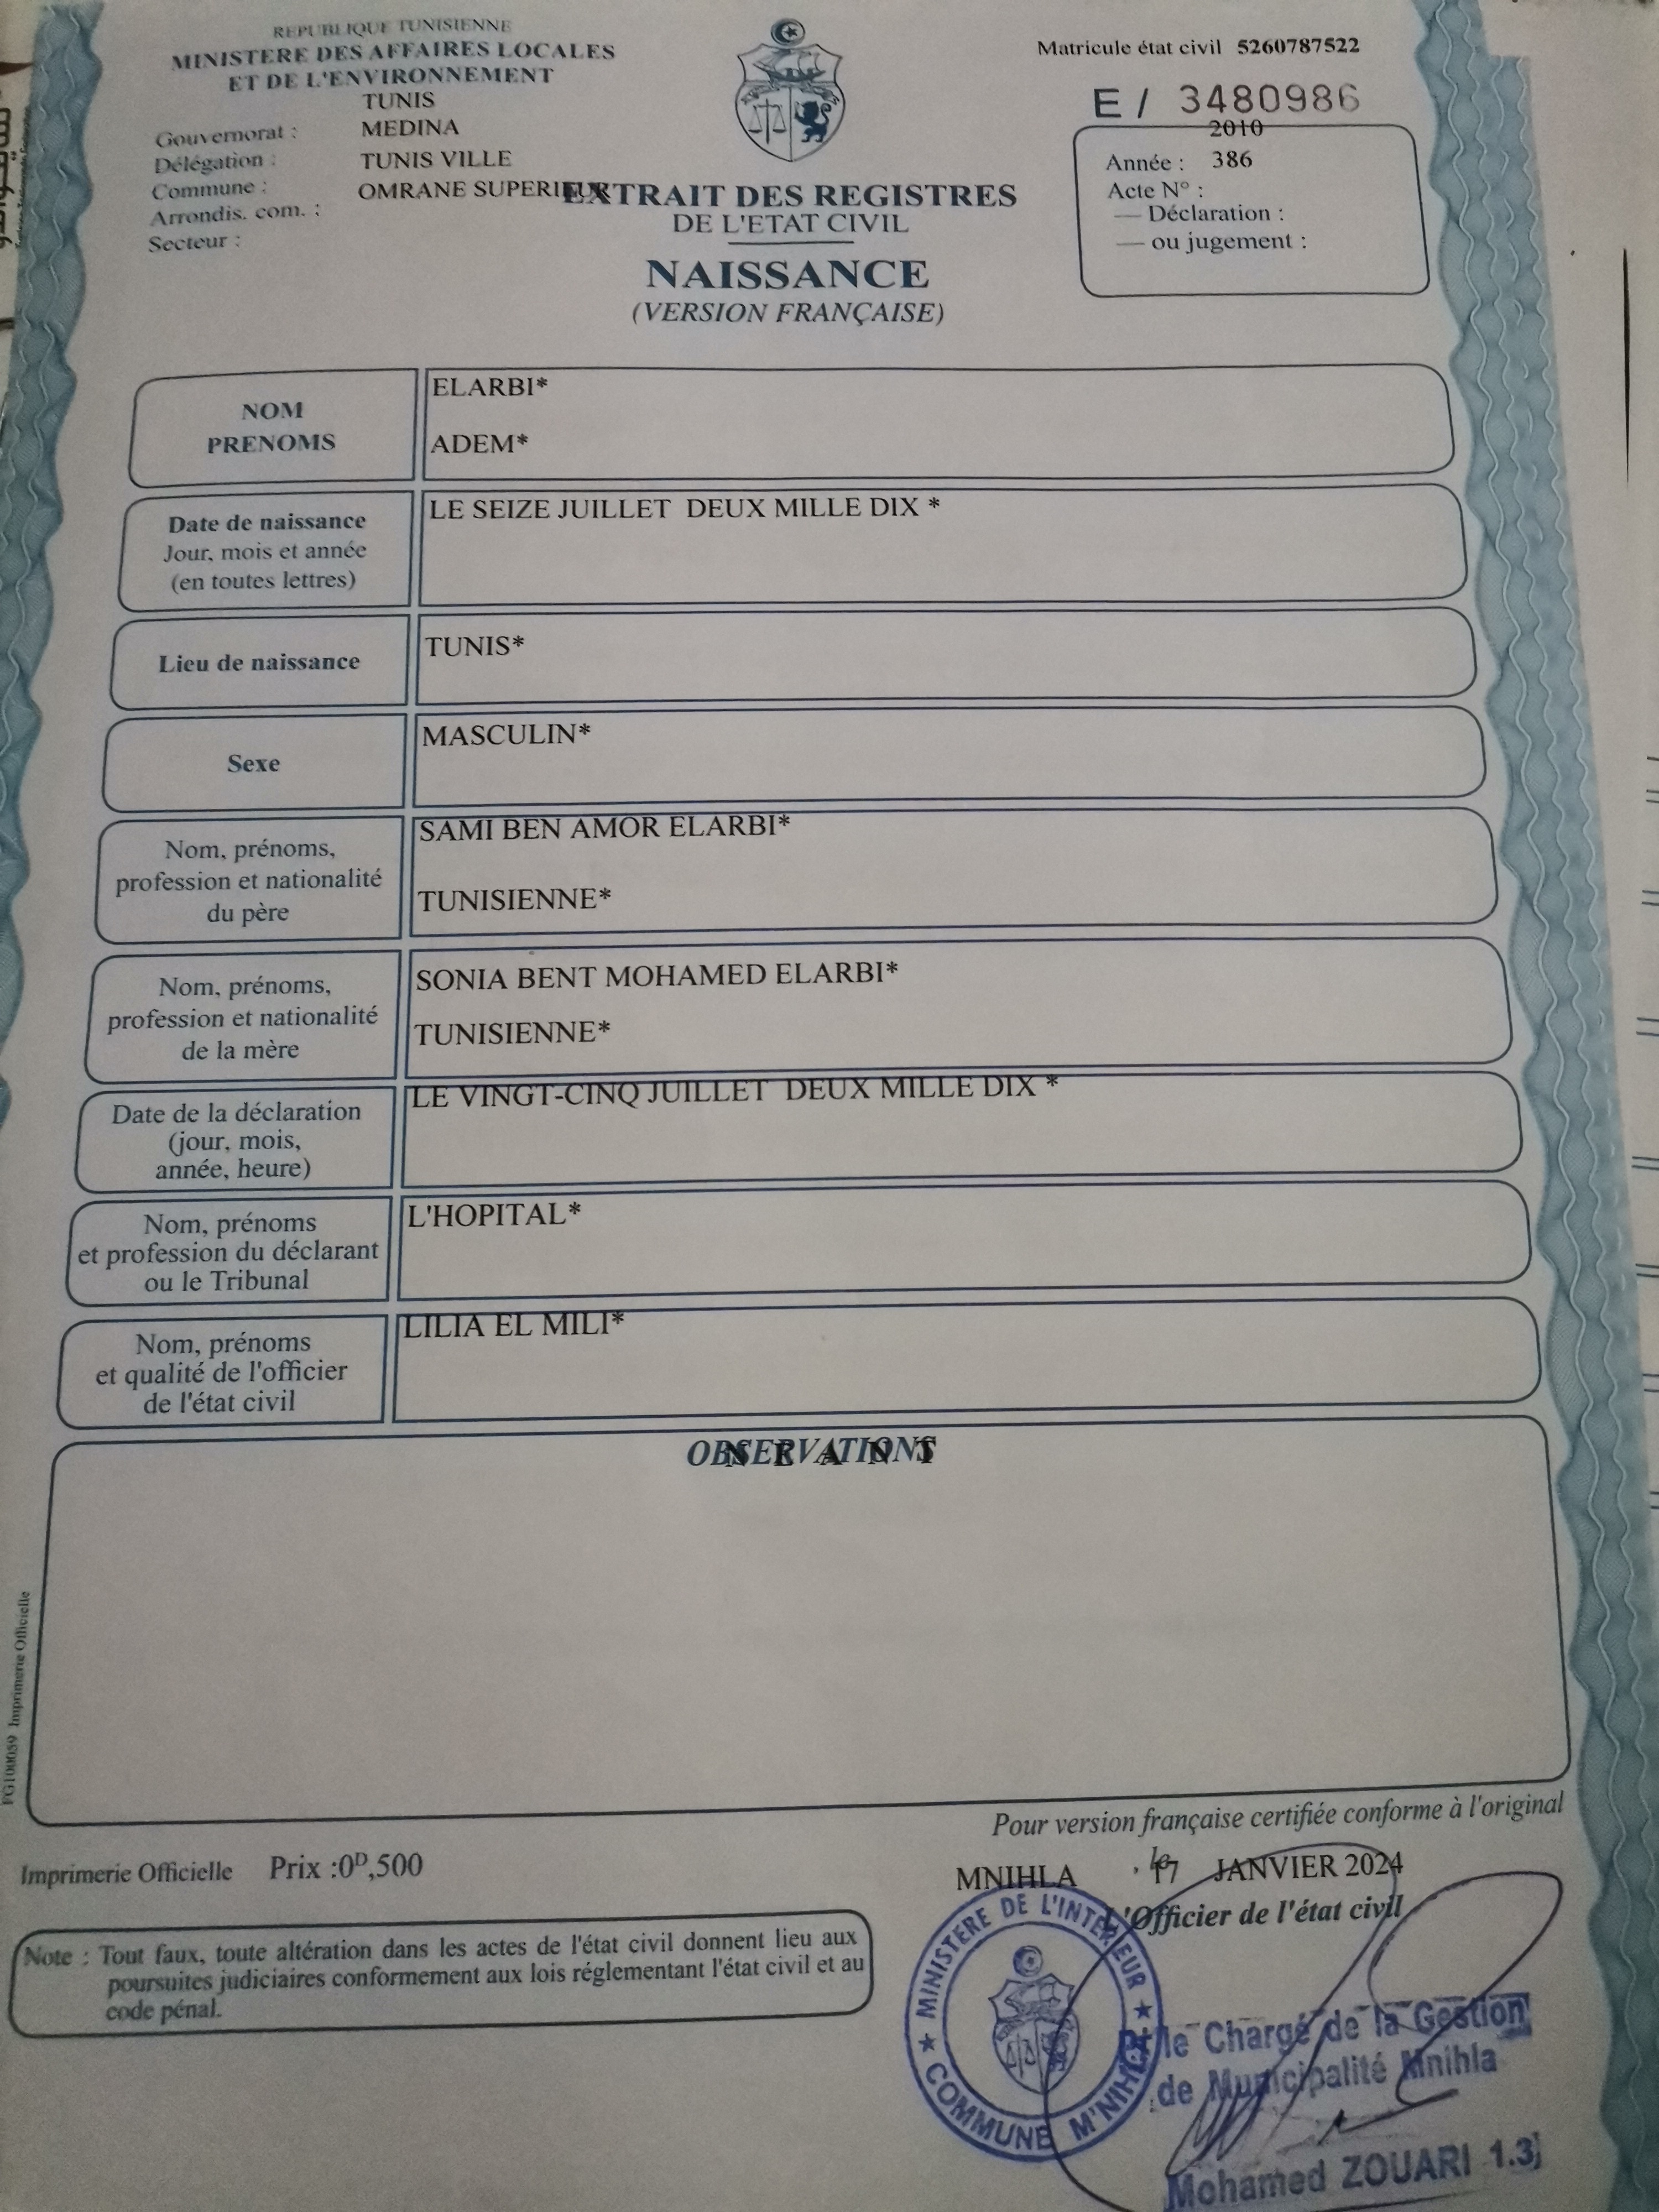 REPUBLIQUE TUNISIENNE
MINISTERE DES AFFAIRES LOCALES
ET DE L'ENVIRONNEMENT
TUNIS
Gouvernorat : MEDINA
Délégation : TUNIS VILLE
Commune : OMRANE SUPERIEUR
Arrondis. com. :
Secteur :
Matricule état civil 5260787522
E / 3480986
2010
Année : 386
Acte N° :
— Déclaration :
— ou jugement :
EXTRAIT DES REGISTRES
DE L'ETAT CIVIL
NAISSANCE
(VERSION FRANÇAISE)
NOM ELARBI*
PRENOMS ADEM*
Date de naissance LE SEIZE JUILLET DEUX MILLE DIX *
Jour, mois et année
(en toutes lettres)
Lieu de naissance TUNIS*
Sexe MASCULIN*
Nom, prénoms, SAMI BEN AMOR ELARBI*
profession et nationalité
du père TUNISIENNE*
Nom, prénoms, SONIA BENT MOHAMED ELARBI*
profession et nationalité
de la mère TUNISIENNE*
Date de la déclaration LE VINGT-CINQ JUILLET DEUX MILLE DIX *
(jour, mois,
année, heure)
Nom, prénoms L'HOPITAL*
et profession du déclarant
ou le Tribunal
Nom, prénoms LILIA EL MILI*
et qualité de l'officier
de l'état civil
OBSERVATIONS
N E A N T
FG100059 Imprimerie Officielle
Pour version française certifiée conforme à l'original
Imprimerie Officielle Prix :0ᴰ,500
MNIHLA , le 17 JANVIER 2024
L'Officier de l'état civil
Note : Tout faux, toute altération dans les actes de l'état civil donnent lieu aux
poursuites judiciaires conformement aux lois réglementant l'état civil et au
code pénal.
★ MINISTÈRE DE L'INTERIEUR ★
COMMUNE M'NIHLA
le Chargé de la Gestion
de Municipalité Mnihla
Mohamed ZOUARI 1.3